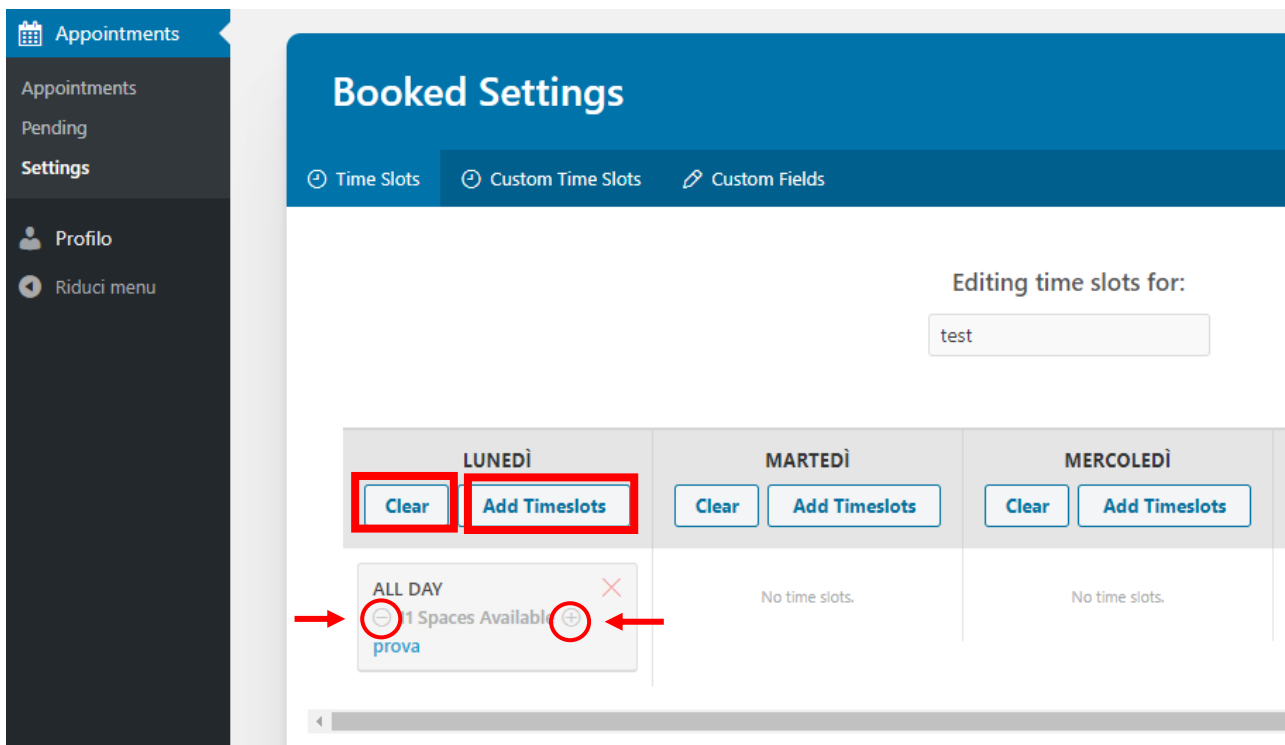 Appointments
Appointments
Pending
Settings
Profilo
Riduci menu
Booked Settings
Time Slots Custom Time Slots Custom Fields
Editing time slots for:
test
LUNEDÌ MARTEDÌ MERCOLEDÌ
Clear Add Timeslots Clear Add Timeslots Clear Add Timeslots
ALL DAY
11 Spaces Available
prova
No time slots. No time slots.